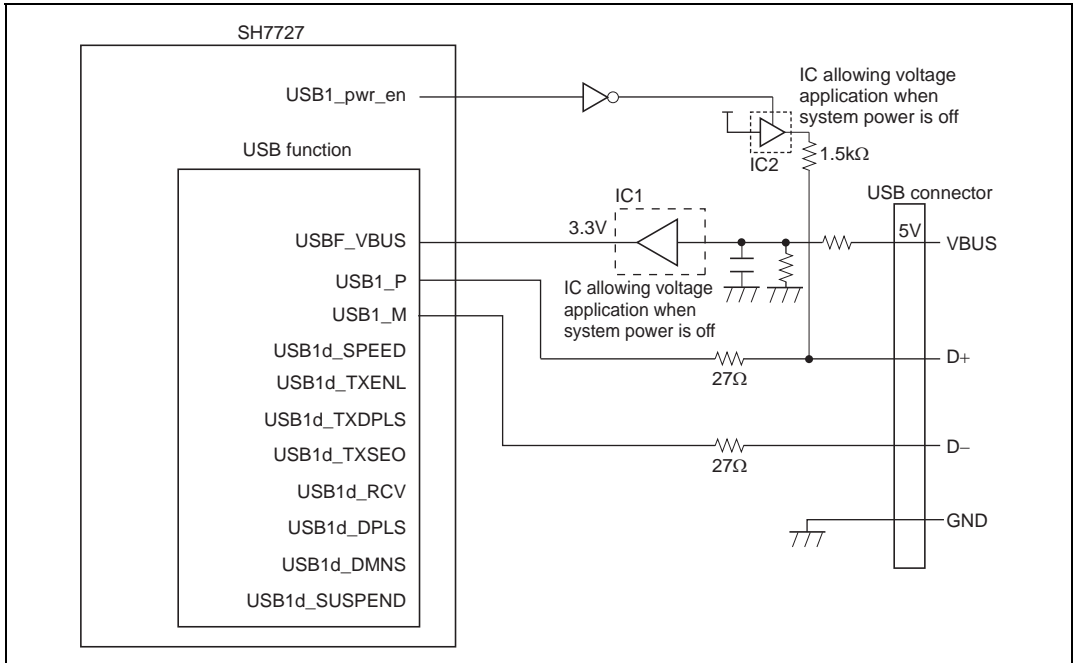 SH7727
USB1_pwr_en
IC allowing voltage
application when
system power is off
IC2
1.5kΩ
USB function
USB connector
IC1
3.3V
5V
USBF_VBUS
VBUS
USB1_P
IC allowing voltage
application when
system power is off
USB1_M
USB1d_SPEED
D+
27Ω
USB1d_TXENL
USB1d_TXDPLS
USB1d_TXSEO
D–
27Ω
USB1d_RCV
USB1d_DPLS
GND
USB1d_DMNS
USB1d_SUSPEND